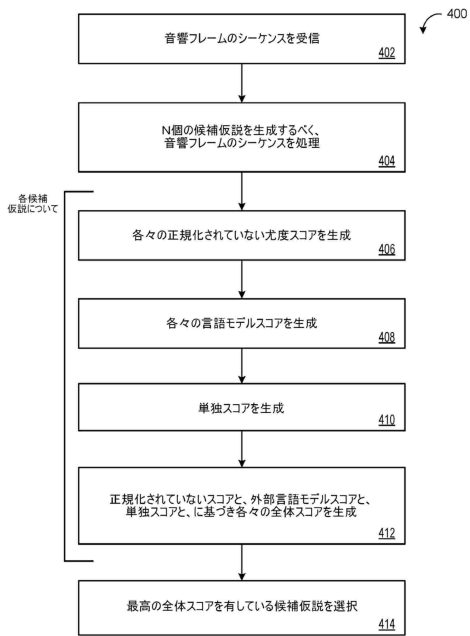 400
音響フレームのシーケンスを受信
402
N個の候補仮説を生成するべく、
音響フレームのシーケンスを処理
404
各候補
仮説について
各々の正規化されていない尤度スコアを生成
406
各々の言語モデルスコアを生成
408
単独スコアを生成
410
正規化されていないスコアと、外部言語モデルスコアと、
単独スコアと、に基づき各々の全体スコアを生成
412
最高の全体スコアを有している候補仮説を選択
414